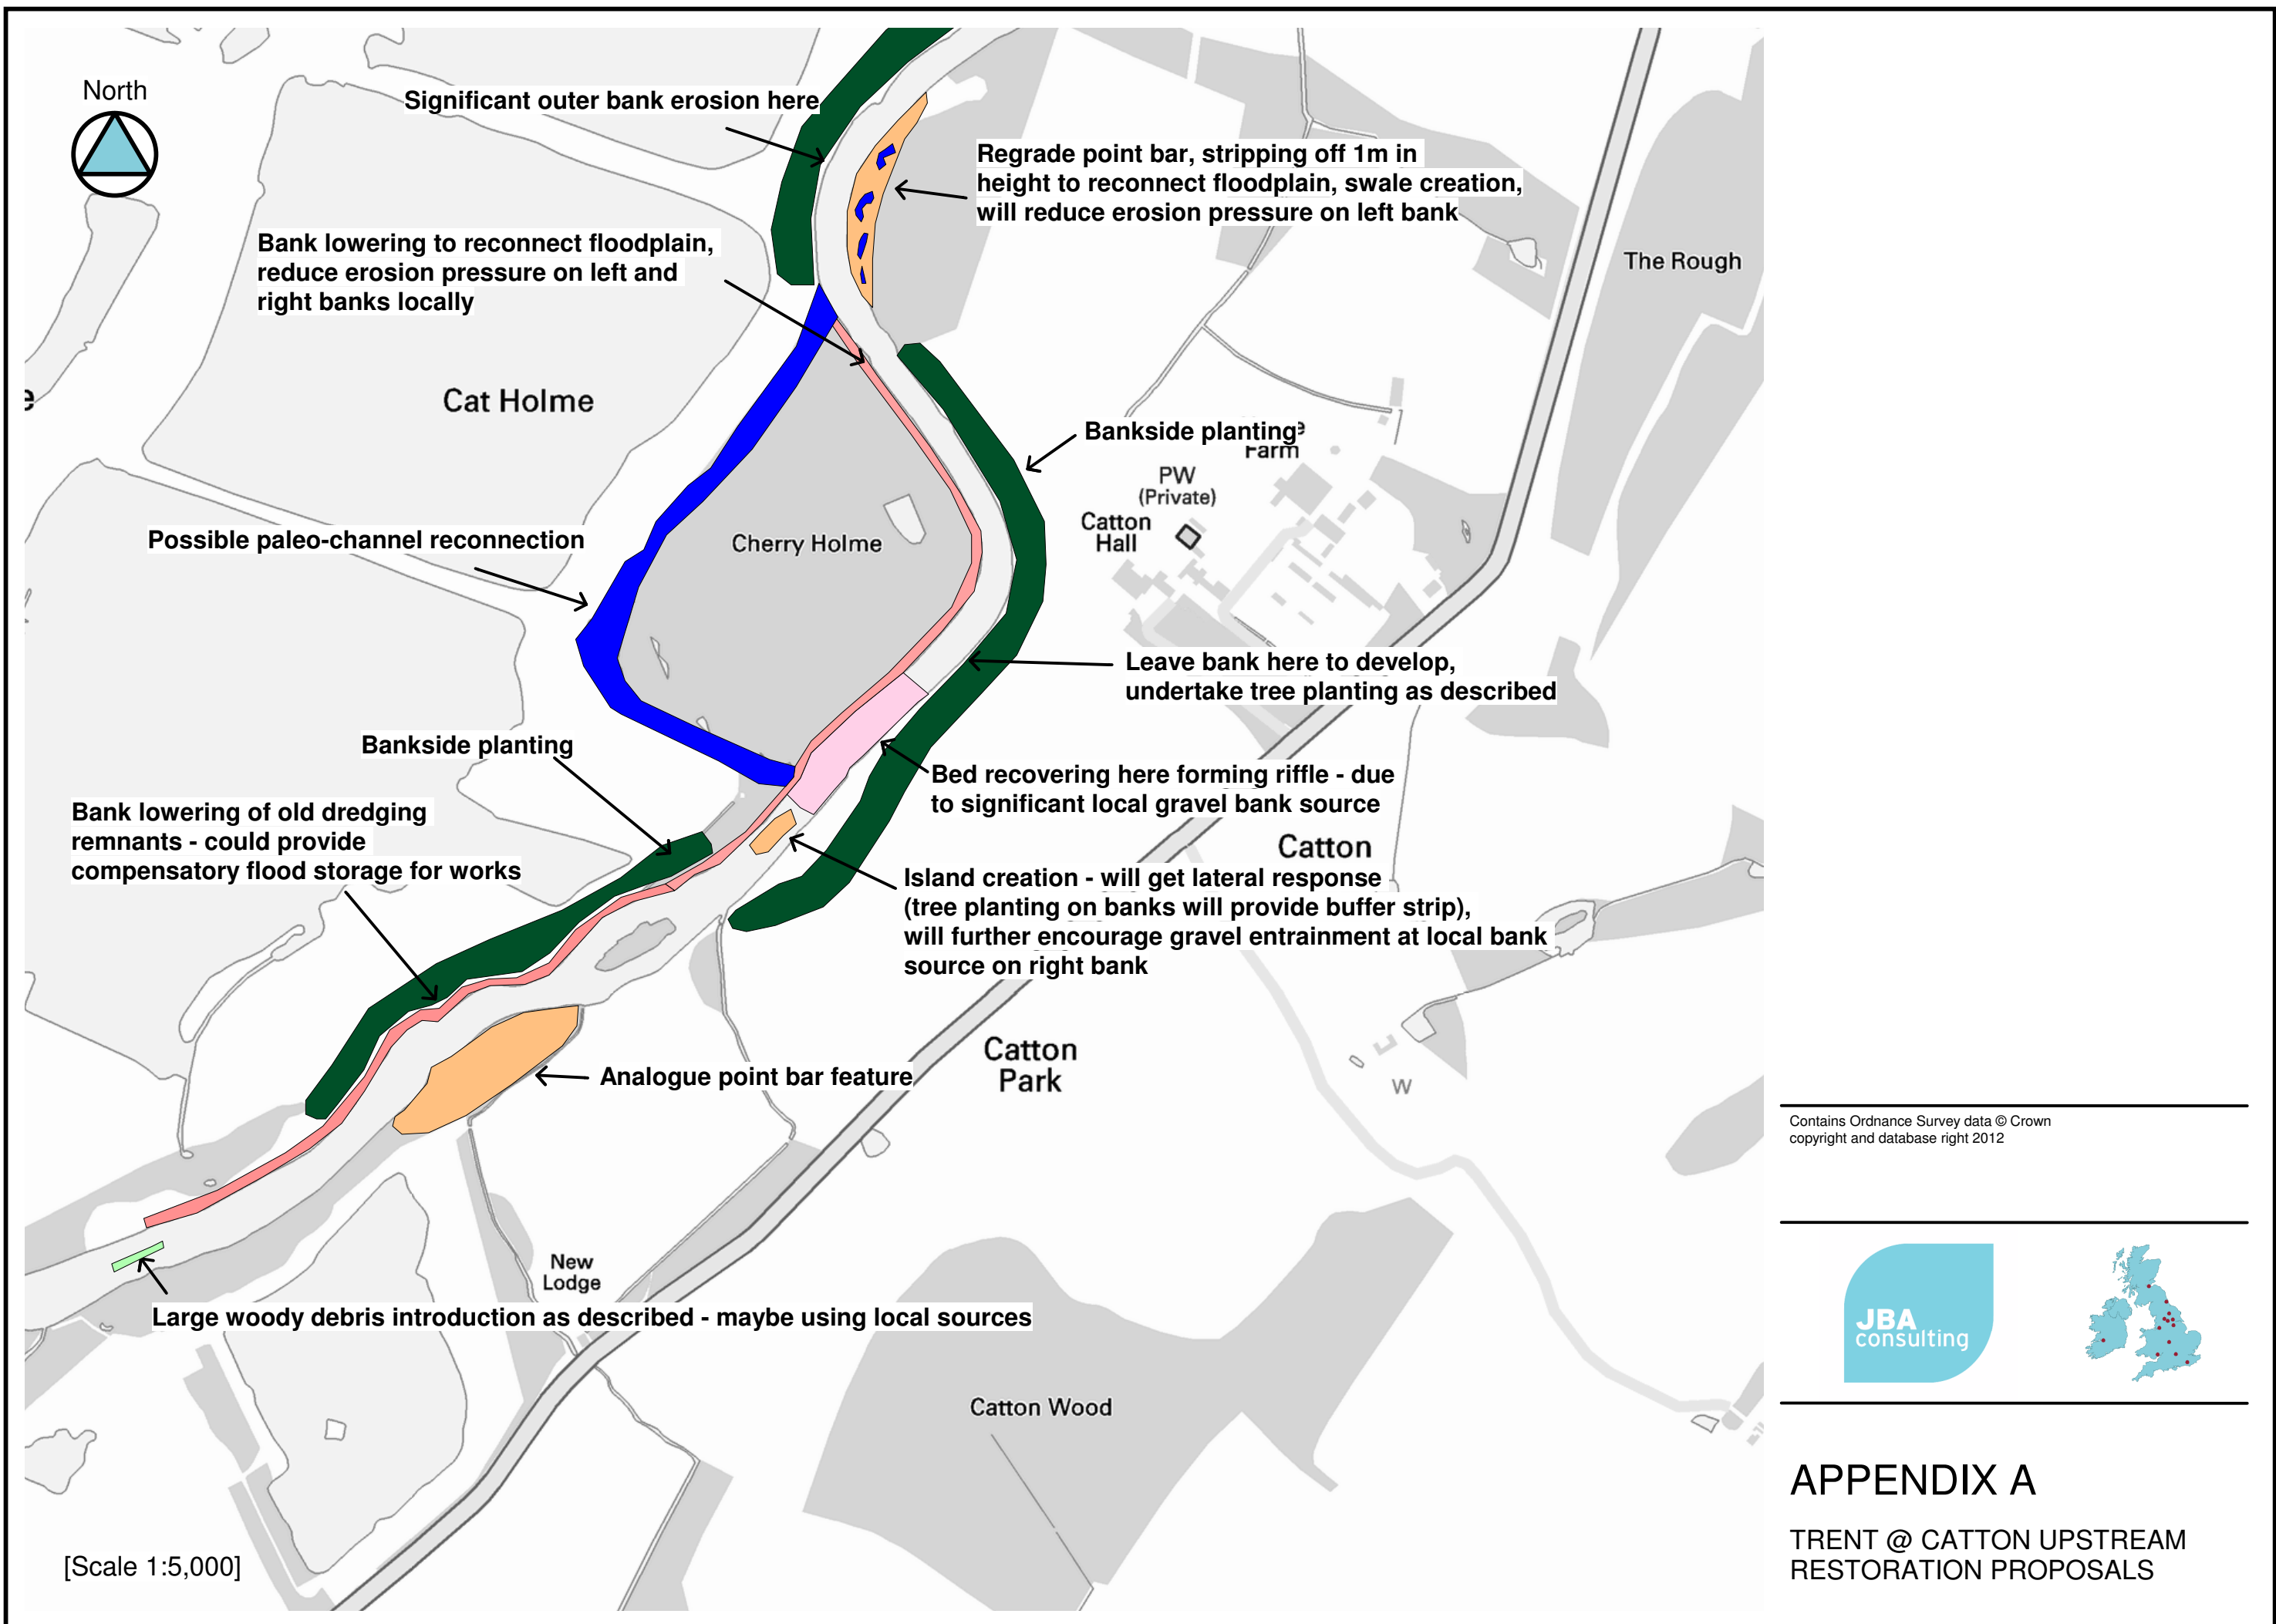 North
Significant outer bank erosion here
Regrade point bar, stripping off 1m in
height to reconnect floodplain, swale creation,
will reduce erosion pressure on left bank
Bank lowering to reconnect floodplain,
reduce erosion pressure on left and
right banks locally
The Rough
e
Cat Holme
Bankside planting
e
Farm
PW
(Private)
Catton
Hall
Possible paleo-channel reconnection
Cherry Holme
Leave bank here to develop,
undertake tree planting as described
Bankside planting
Bed recovering here forming riffle - due
to significant local gravel bank source
Bank lowering of old dredging
remnants - could provide
compensatory flood storage for works
Catton
Island creation - will get lateral response
(tree planting on banks will provide buffer strip),
will further encourage gravel entrainment at local bank
source on right bank
Catton
Park
Analogue point bar feature
W
Contains Ordnance Survey data © Crown
copyright and database right 2012
New
Lodge
Large woody debris introduction as described - maybe using local sources
JBA
consulting
Catton Wood
APPENDIX A
TRENT @ CATTON UPSTREAM
RESTORATION PROPOSALS
[Scale 1:5,000]